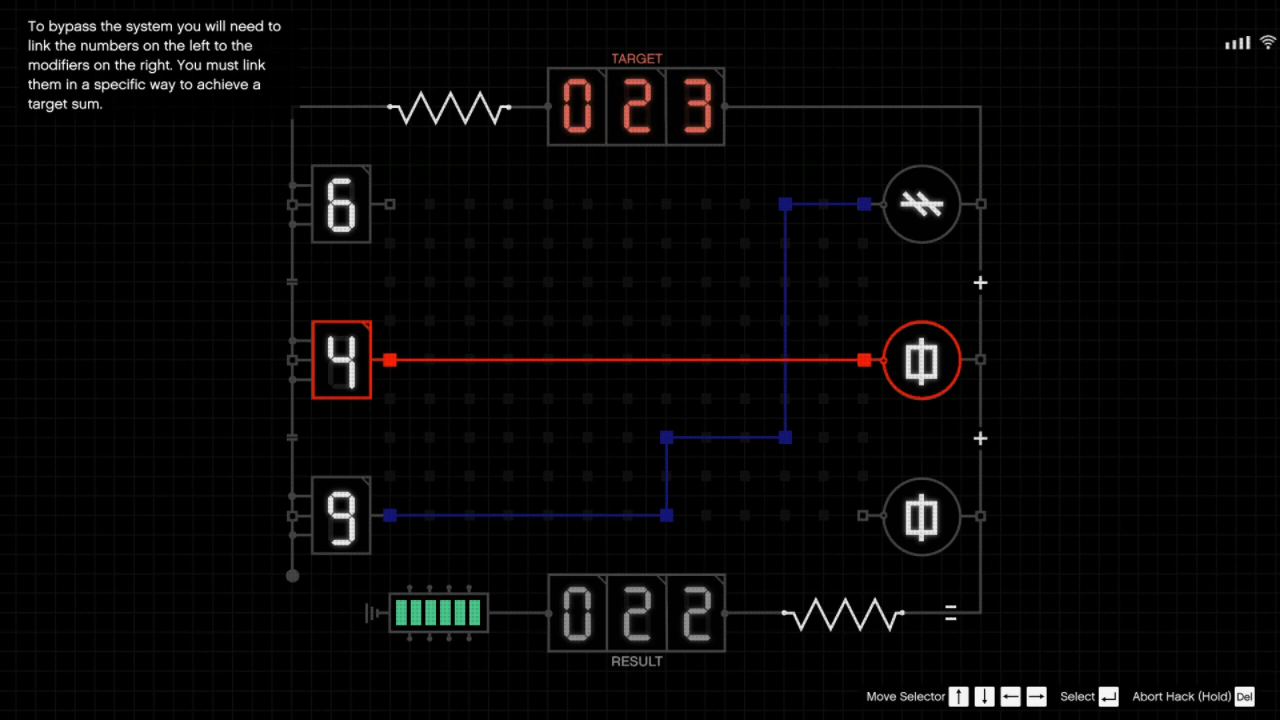 To bypass the system you will need to
link the numbers on the left to the
modifiers on the right. You must link
them in a specific way to achieve a
target sum.
TARGET
023
6
4
+
9
+
022
=
RESULT
Move Selector ↑ ↓ ← → Select ↵ Abort Hack (Hold) Del